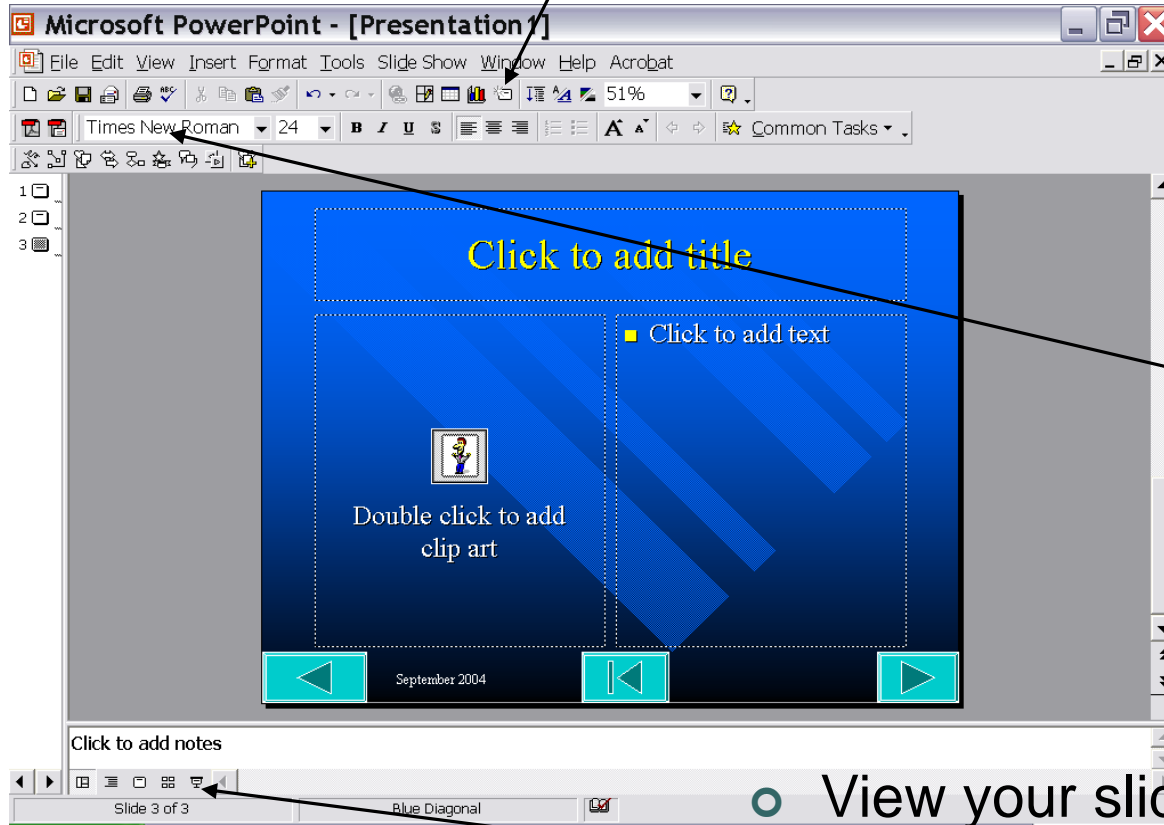 Microsoft PowerPoint - [Presentation1]
File Edit View Insert Format Tools Slide Show Window Help Acrobat
51%
Times New Roman 24 B I U S A A Common Tasks
1
2
3
Click to add title
Click to add text
Double click to add
clip art
September 2004
Click to add notes
Slide 3 of 3 Blue Diagonal
View your slid